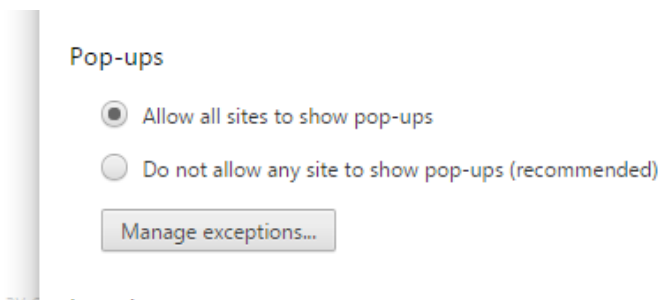 Pop-ups
Allow all sites to show pop-ups
Do not allow any site to show pop-ups (recommended)
Manage exceptions...